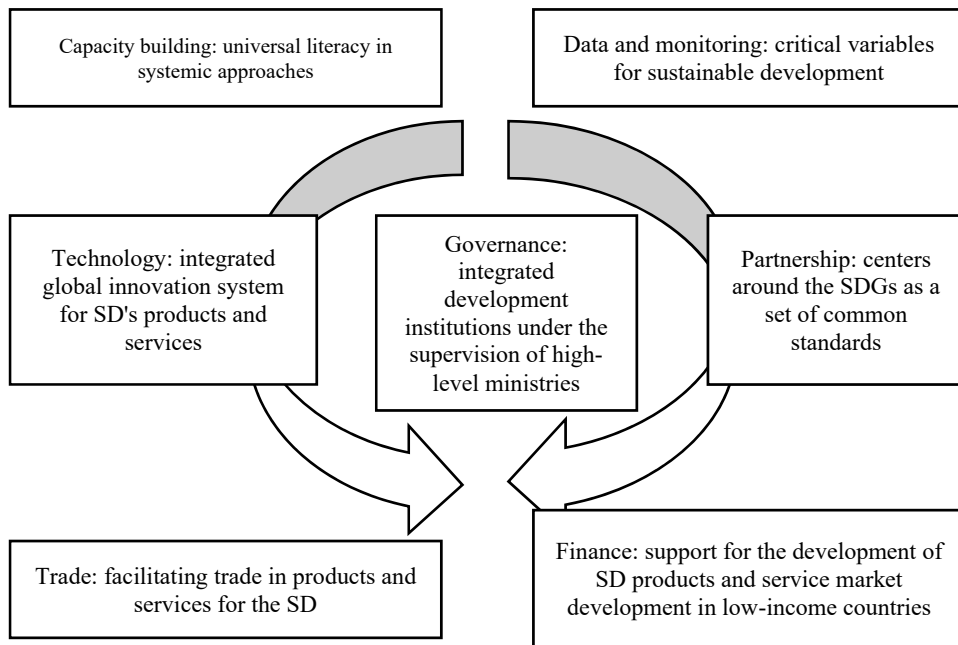 Capacity building: universal literacy in
systemic approaches
Data and monitoring: critical variables
for sustainable development
Technology: integrated
global innovation system
for SD's products and
services
Governance:
integrated
development
institutions under the
supervision of high-
level ministries
Partnership: centers
around the SDGs as a
set of common
standards
Trade: facilitating trade in products and
services for the SD
Finance: support for the development of
SD products and service market
development in low-income countries